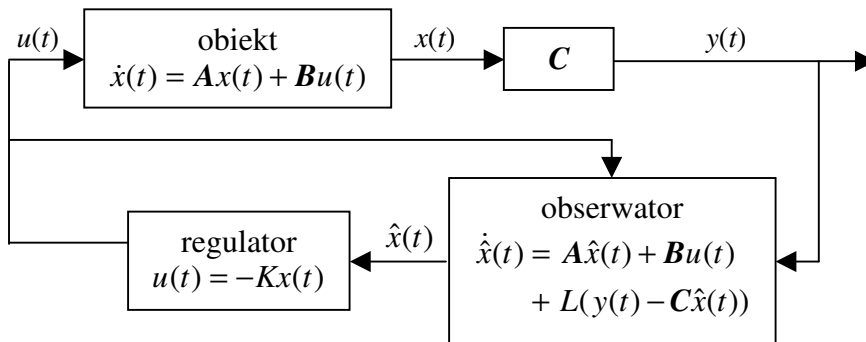 u(t)
obiekt
ẋ(t) = Ax(t) + Bu(t)
x(t)
C
y(t)
regulator
u(t) = −Kx(t)
x̂(t)
obserwator
x̂̇(t) = Ax̂(t) + Bu(t)
+ L(y(t) − Cx̂(t))